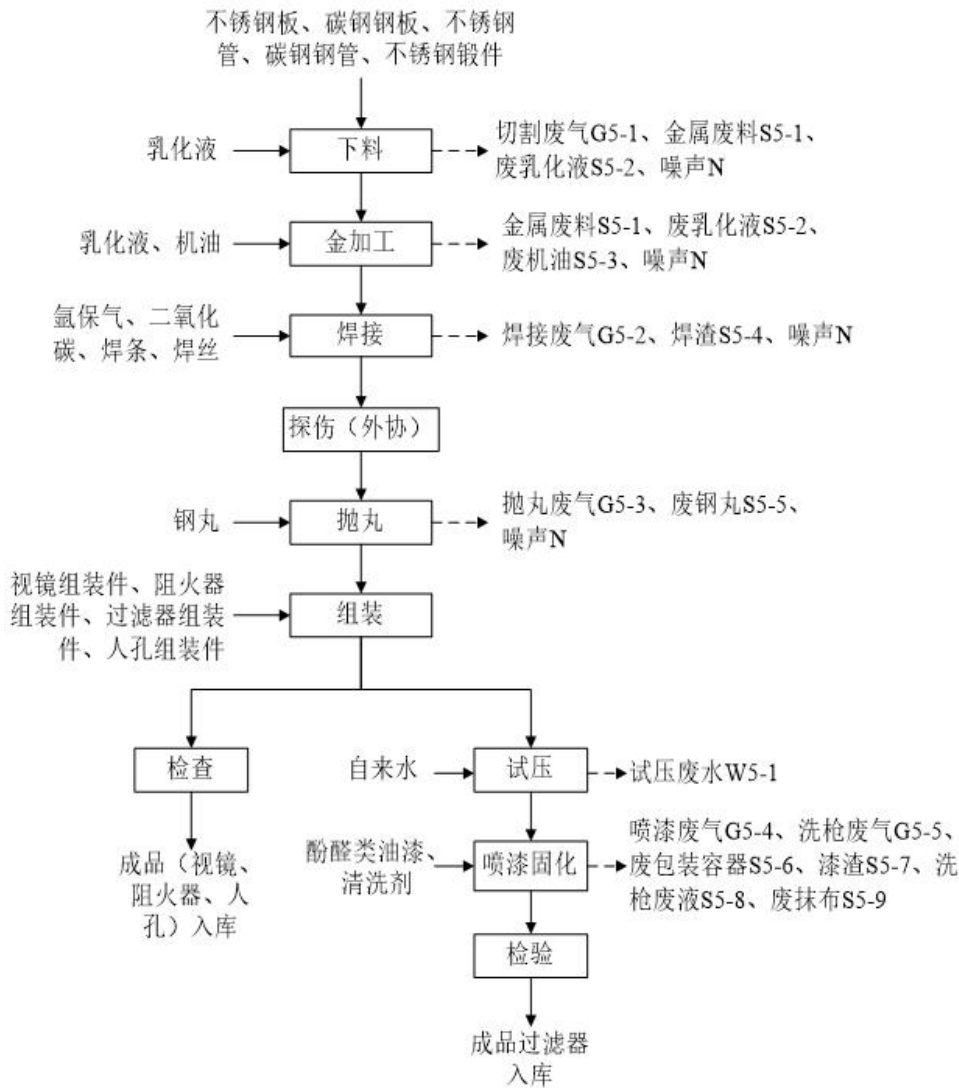 不锈钢板、碳钢钢板、不锈钢
管、碳钢钢管、不锈钢锻件
乳化液
下料
切割废气G5-1、金属废料S5-1、
废乳化液S5-2、噪声N
乳化液、机油
金加工
金属废料S5-1、废乳化液S5-2、
废机油S5-3、噪声N
氩保气、二氧化
碳、焊条、焊丝
焊接
焊接废气G5-2、焊渣S5-4、噪声N
探伤（外协）
钢丸
抛丸
抛丸废气G5-3、废钢丸S5-5、
噪声N
视镜组装件、阻火器
组装件、过滤器组装
件、人孔组装件
组装
检查
成品（视镜、
阻火器、人
孔）入库
自来水
试压
试压废水W5-1
酚醛类油漆、
清洗剂
喷漆固化
喷漆废气G5-4、洗枪废气G5-5、
废包装容器S5-6、漆渣S5-7、洗
枪废液S5-8、废抹布S5-9
检验
成品过滤器
入库